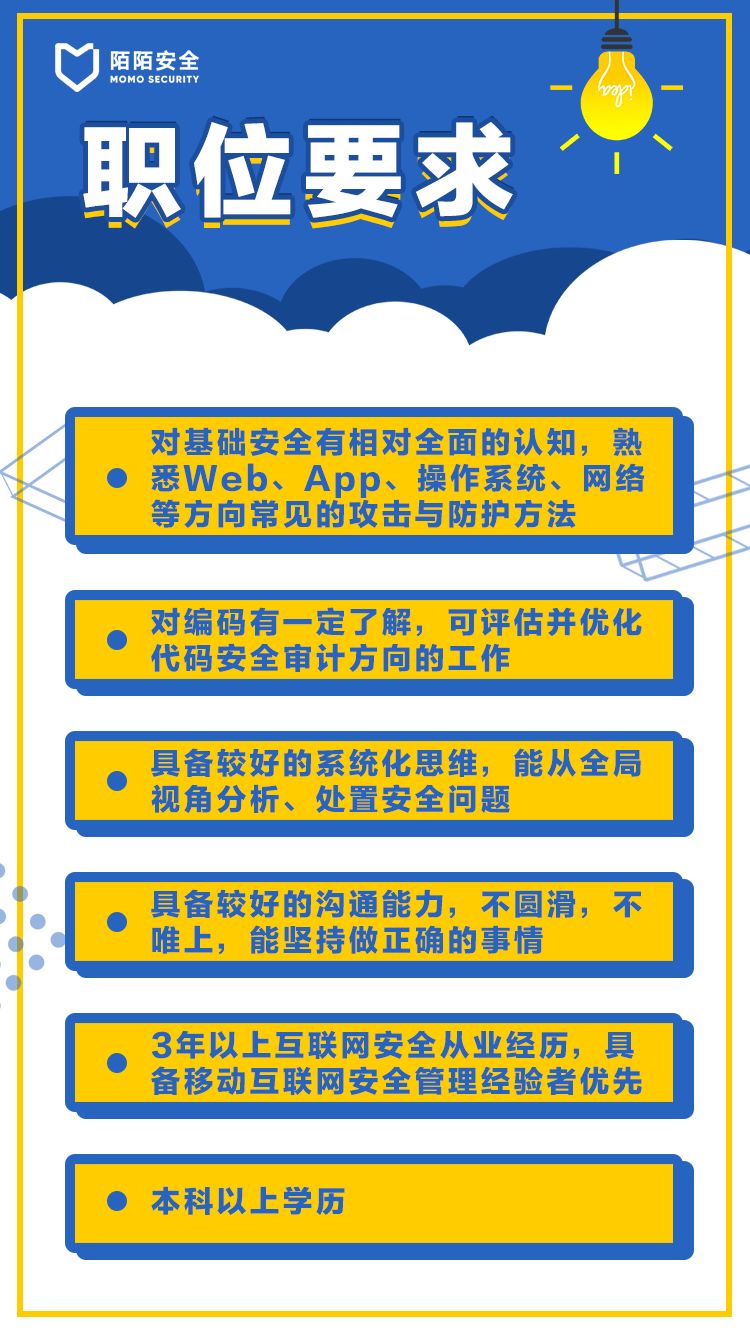 陌陌安全
MOMO SECURITY
idea
职位要求
对基础安全有相对全面的认知，熟
悉Web、App、操作系统、网络
等方向常见的攻击与防护方法
对编码有一定了解，可评估并优化
代码安全审计方向的工作
具备较好的系统化思维，能从全局
视角分析、处置安全问题
具备较好的沟通能力，不圆滑，不
唯上，能坚持做正确的事情
3年以上互联网安全从业经历，具
备移动互联网安全管理经验者优先
本科以上学历